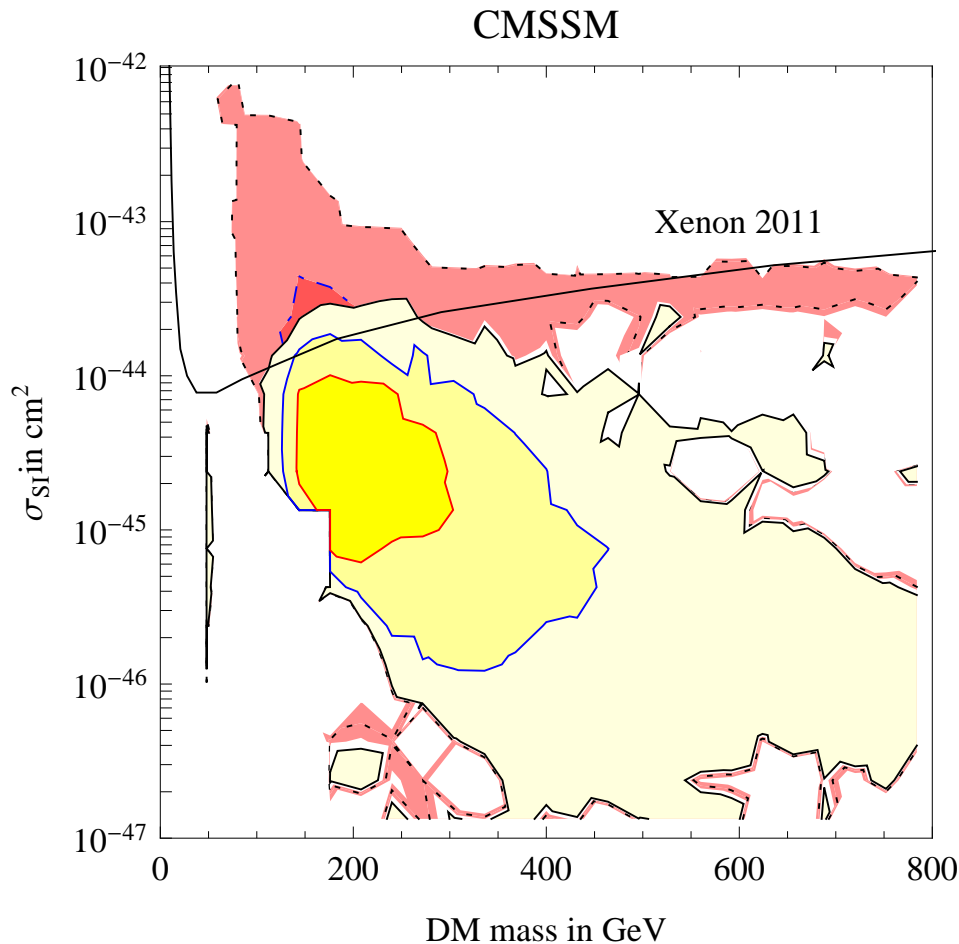 CMSSM
10⁻⁴²
10⁻⁴³
Xenon 2011
10⁻⁴⁴
σSI in cm²
10⁻⁴⁵
10⁻⁴⁶
10⁻⁴⁷
0 200 400 600 800
DM mass in GeV